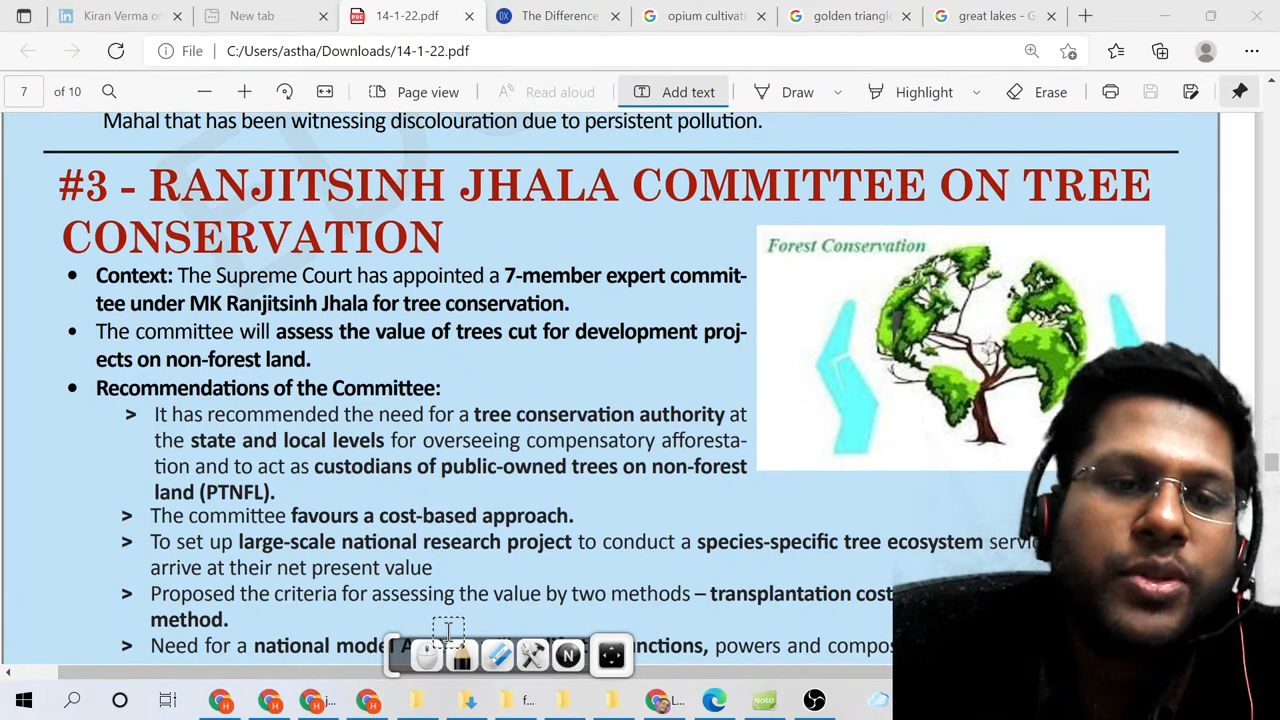 Kiran Verma on
New tab
14-1-22.pdf
The Difference
opium cultivati
golden triangle
great lakes - G
File C:/Users/astha/Downloads/14-1-22.pdf
7 of 10 Page view Read aloud Add text Draw Highlight Erase
Mahal that has been witnessing discolouration due to persistent pollution.
#3 - RANJITSINH JHALA COMMITTEE ON TREE
CONSERVATION
Forest Conservation
• Context: The Supreme Court has appointed a 7-member expert commit-
tee under MK Ranjitsinh Jhala for tree conservation.
• The committee will assess the value of trees cut for development proj-
ects on non-forest land.
• Recommendations of the Committee:
> It has recommended the need for a tree conservation authority at
the state and local levels for overseeing compensatory afforesta-
tion and to act as custodians of public-owned trees on non-forest
land (PTNFL).
> The committee favours a cost-based approach.
> To set up large-scale national research project to conduct a species-specific tree ecosystem
arrive at their net present value
> Proposed the criteria for assessing the value by two methods – transplantation cost
method.
> Need for a national model powers and